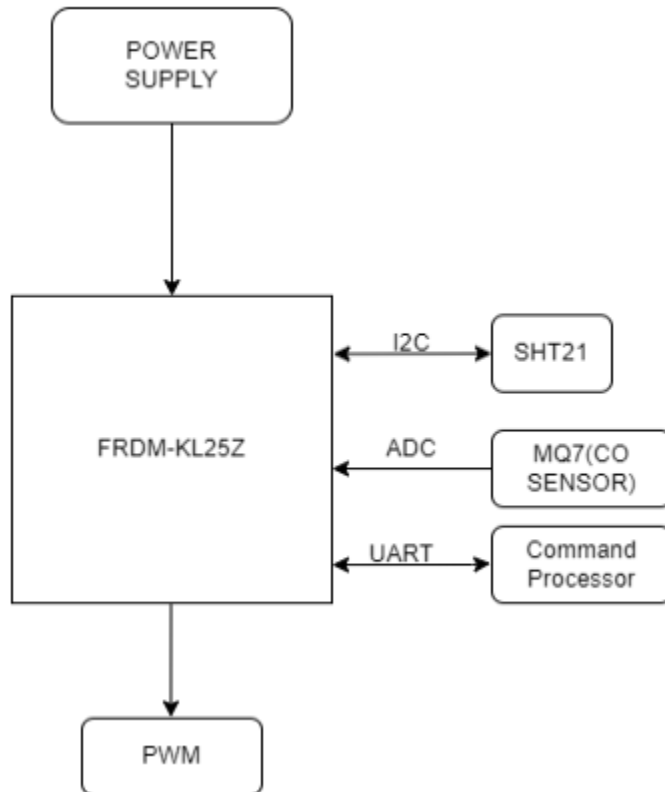 POWER
SUPPLY
I2C
SHT21
FRDM-KL25Z
ADC
MQ7(CO
SENSOR)
UART
Command
Processor
PWM